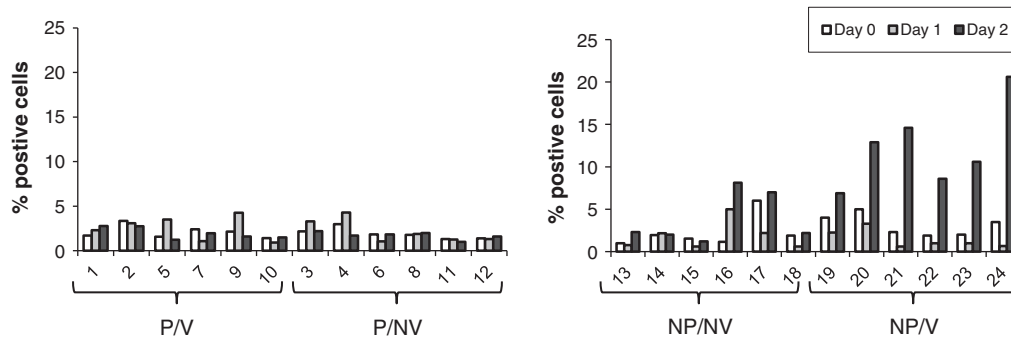 % postive cells
25
20
15
10
5
0
1 2 5 7 9 10 3 4 6 8 11 12
P/V P/NV
Day 0 Day 1 Day 2
% postive cells
25
20
15
10
5
0
13 14 15 16 17 18 19 20 21 22 23 24
NP/NV NP/V